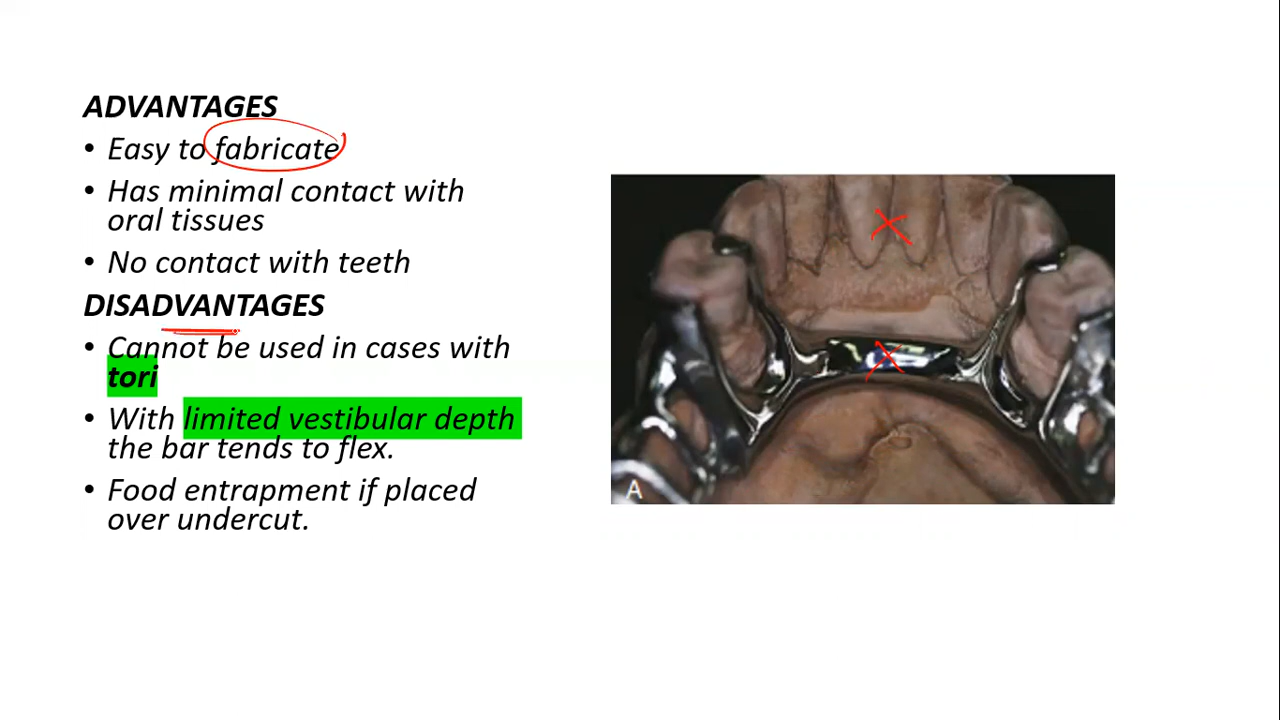 ADVANTAGES
• Easy to fabricate
• Has minimal contact with
oral tissues
• No contact with teeth
DISADVANTAGES
• Cannot be used in cases with
tori
• With limited vestibular depth
the bar tends to flex.
• Food entrapment if placed
over undercut.
A